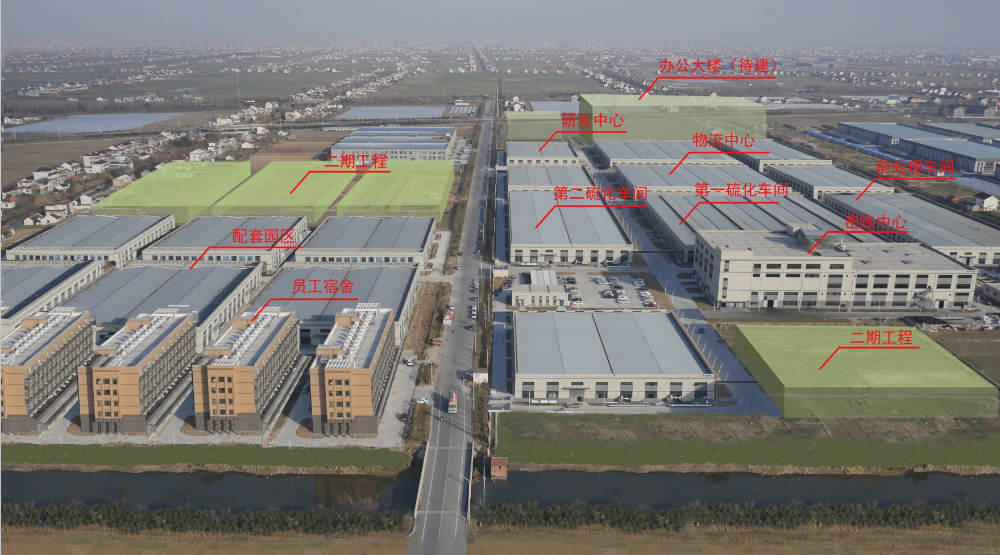 办公大楼（待建）
研发中心
物流中心
二期工程
前处理车间
第二硫化车间
第一硫化车间
密炼中心
配套园区
员工宿舍
二期工程